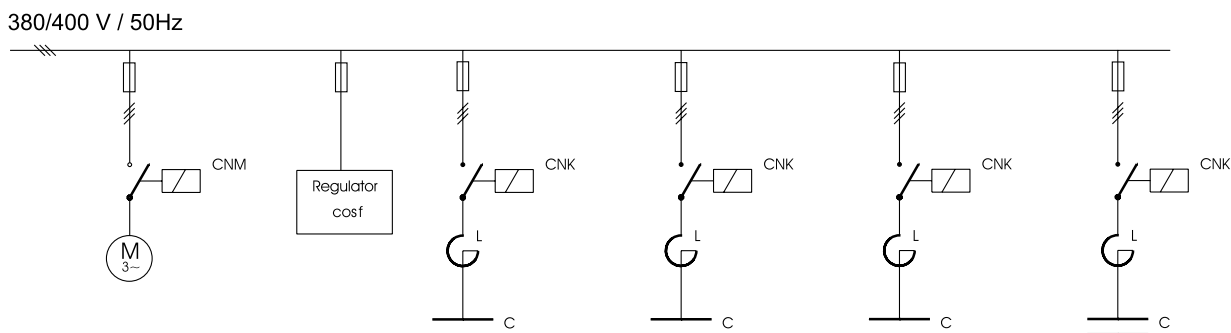 380/400 V / 50Hz
CNM
CNK
CNK
CNK
CNK
Regulator
cosf
M
3~
L
L
L
L
C
C
C
C